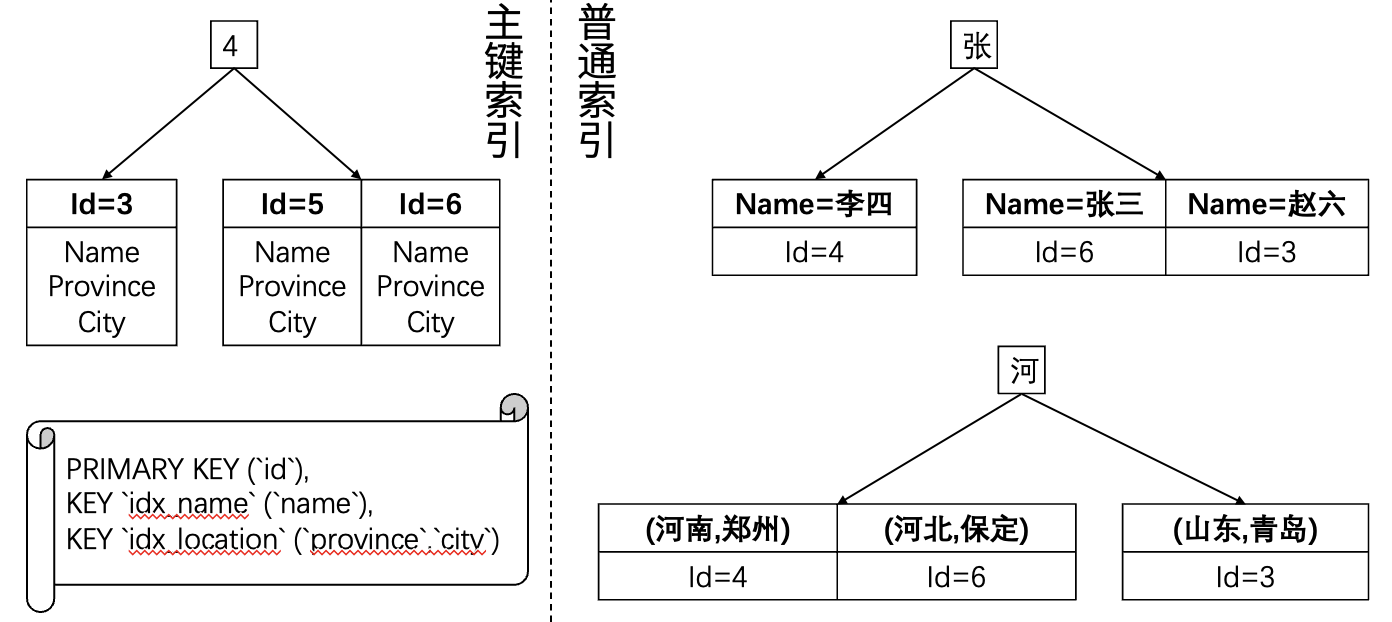 4
主键索引
Id=3
Name
Province
City
Id=5
Name
Province
City
Id=6
Name
Province
City
PRIMARY KEY (`id`),
KEY `idx_name` (`name`),
KEY `idx_location` (`province`.`city`)
普通索引
张
Name=李四
Id=4
Name=张三
Id=6
Name=赵六
Id=3
河
(河南,郑州)
Id=4
(河北,保定)
Id=6
(山东,青岛)
Id=3